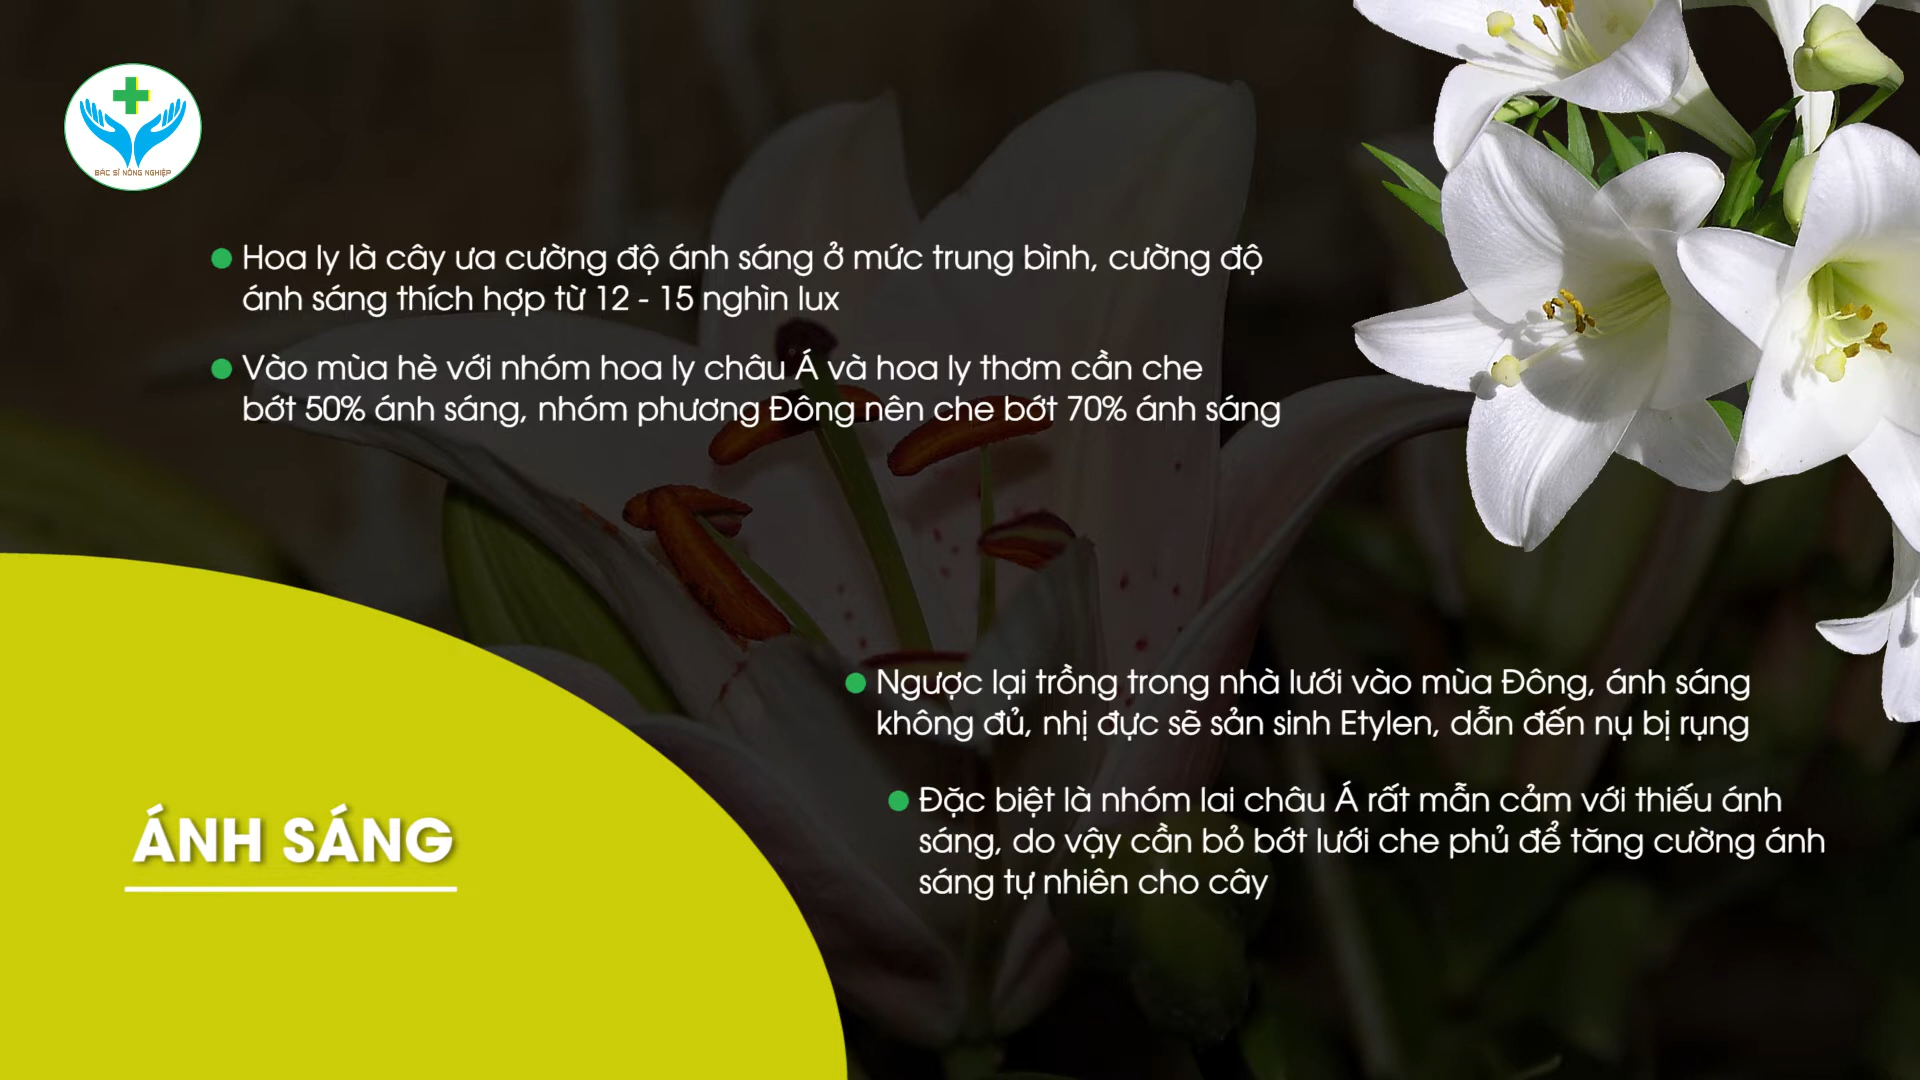 BÁC SĨ NÔNG NGHIỆP
Hoa ly là cây ưa cường độ ánh sáng ở mức trung bình, cường độ
ánh sáng thích hợp từ 12 - 15 nghìn lux
Vào mùa hè với nhóm hoa ly châu Á và hoa ly thơm cần che
bớt 50% ánh sáng, nhóm phương Đông nên che bớt 70% ánh sáng
Ngược lại trồng trong nhà lưới vào mùa Đông, ánh sáng
không đủ, nhị đực sẽ sản sinh Etylen, dẫn đến nụ bị rụng
Đặc biệt là nhóm lai châu Á rất mẫn cảm với thiếu ánh
sáng, do vậy cần bỏ bớt lưới che phủ để tăng cường ánh
sáng tự nhiên cho cây
ÁNH SÁNG